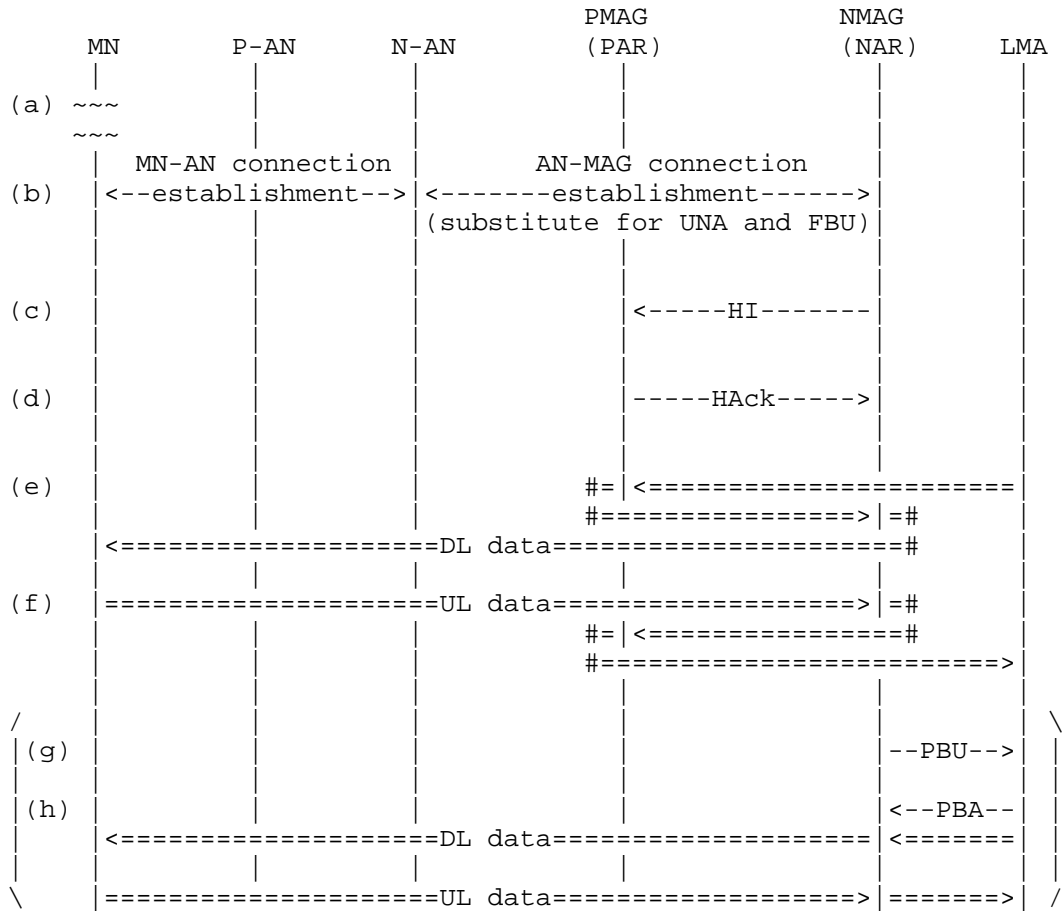 PMAG NMAG
MN P-AN N-AN (PAR) (NAR) LMA
(a) ~~~
~~~
MN-AN connection AN-MAG connection
(b) <--establishment--> <-------establishment------>
(substitute for UNA and FBU)
(c) <-----HI-------
(d) -----HAck----->
(e) #=|<=======================
#================>|=#
<====================DL data======================#
(f) =====================UL data===================>|=#
#=|<================#
#=========================>
(g) --PBU-->
(h) <--PBA--
<====================DL data====================|<=======
=====================UL data===================>|=======>